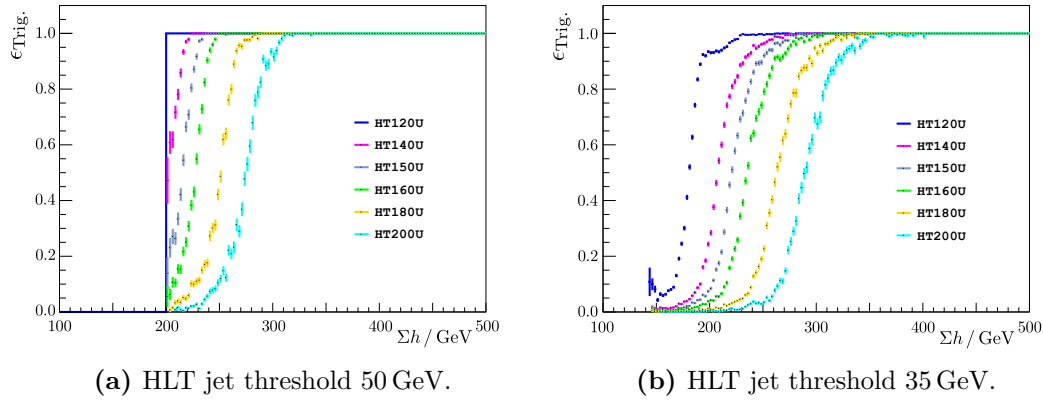 ϵTrig.
1.0
0.8
0.6
0.4
0.2
0.0
100 200 300 400 500
Σh / GeV
HT120U
HT140U
HT150U
HT160U
HT180U
HT200U
(a) HLT jet threshold 50 GeV.
ϵTrig.
1.0
0.8
0.6
0.4
0.2
0.0
100 200 300 400 500
Σh / GeV
HT120U
HT140U
HT150U
HT160U
HT180U
HT200U
(b) HLT jet threshold 35 GeV.